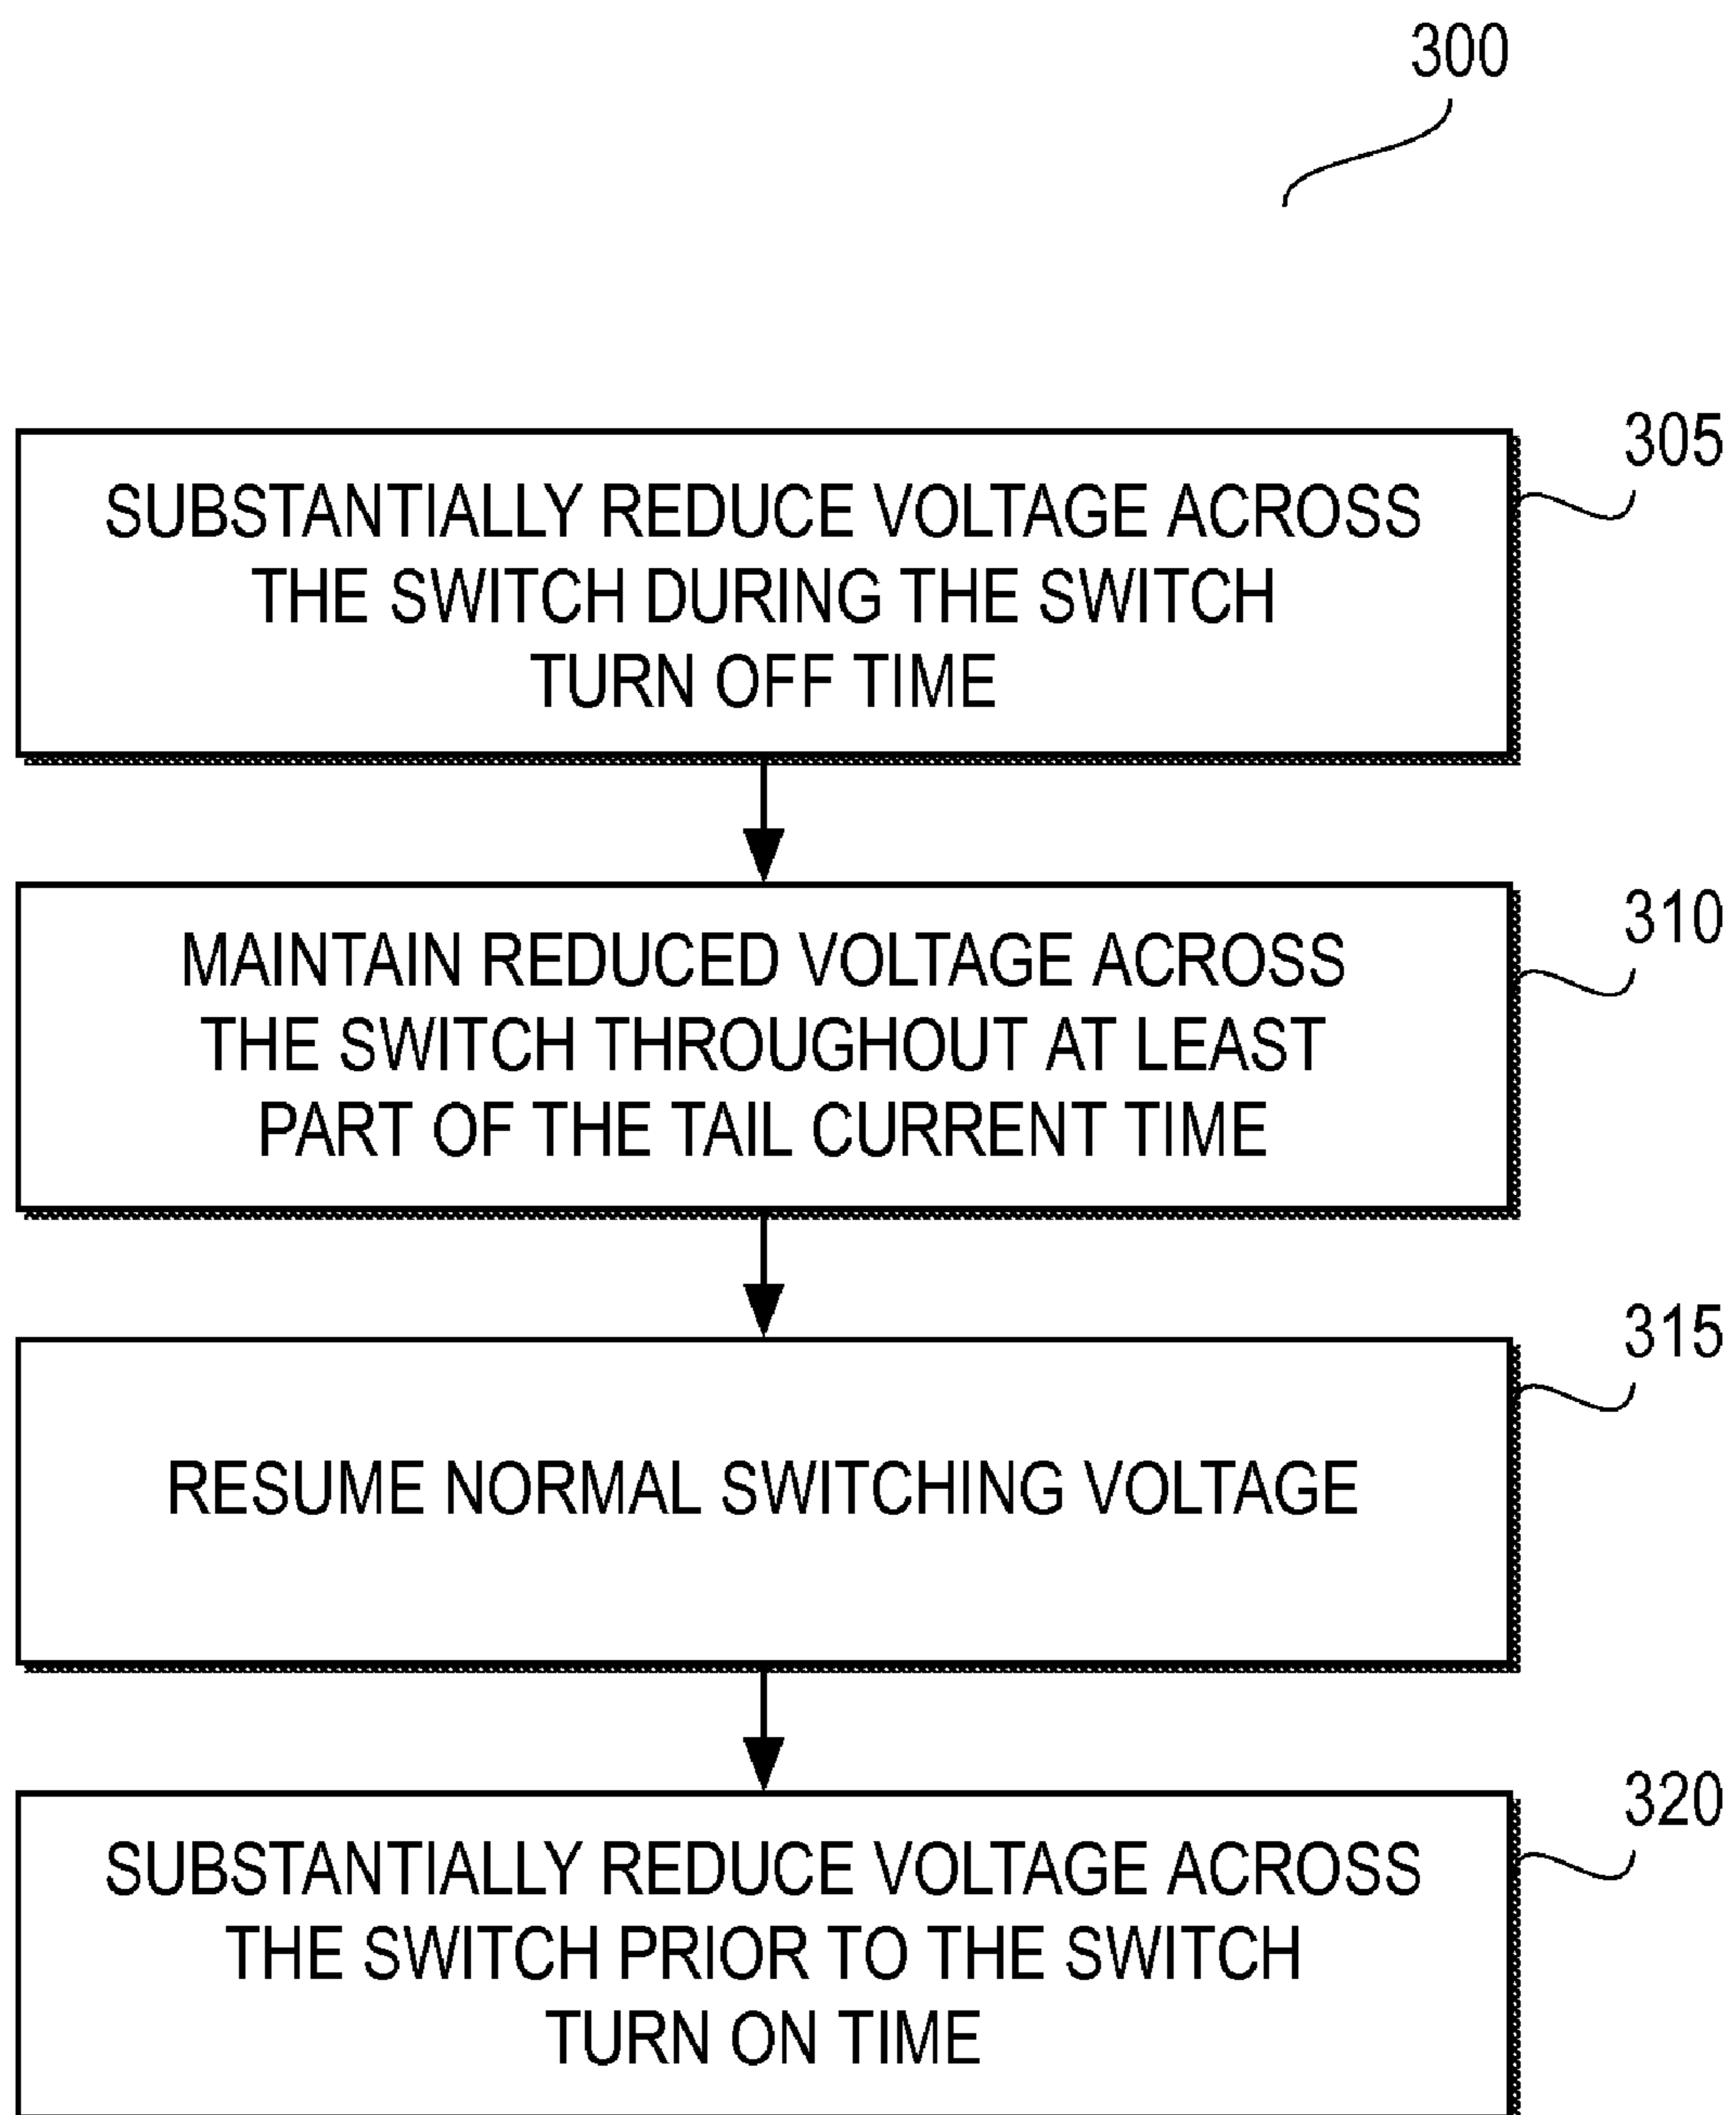 300
305
SUBSTANTIALLY REDUCE VOLTAGE ACROSS
THE SWITCH DURING THE SWITCH
TURN OFF TIME
310
MAINTAIN REDUCED VOLTAGE ACROSS
THE SWITCH THROUGHOUT AT LEAST
PART OF THE TAIL CURRENT TIME
315
RESUME NORMAL SWITCHING VOLTAGE
320
SUBSTANTIALLY REDUCE VOLTAGE ACROSS
THE SWITCH PRIOR TO THE SWITCH
TURN ON TIME